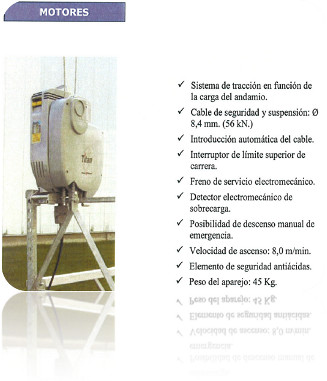 MOTORES
✓ Sistema de tracción en función de
la carga del andamio.
✓ Cable de seguridad y suspensión: Ø
8,4 mm. (56 kN.)
✓ Introducción automática del cable.
✓ Interruptor de límite superior de
carrera.
✓ Freno de servicio electromecánico.
✓ Detector electromecánico de
sobrecarga.
✓ Posibilidad de descenso manual de
emergencia.
✓ Velocidad de ascenso: 8,0 m/min.
✓ Elemento de seguridad antiácidas.
✓ Peso del aparejo: 45 Kg.
Titan